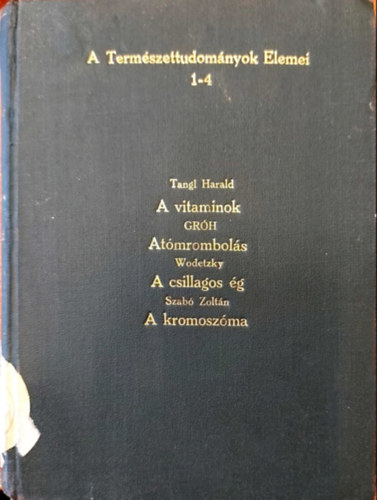 A Természettudományok Elemei
1-4
Tangl Harald
A vitaminok
GRÓH
Atómrombolás
Wodetzky
A csillagos ég
Szabó Zoltán
A kromoszóma